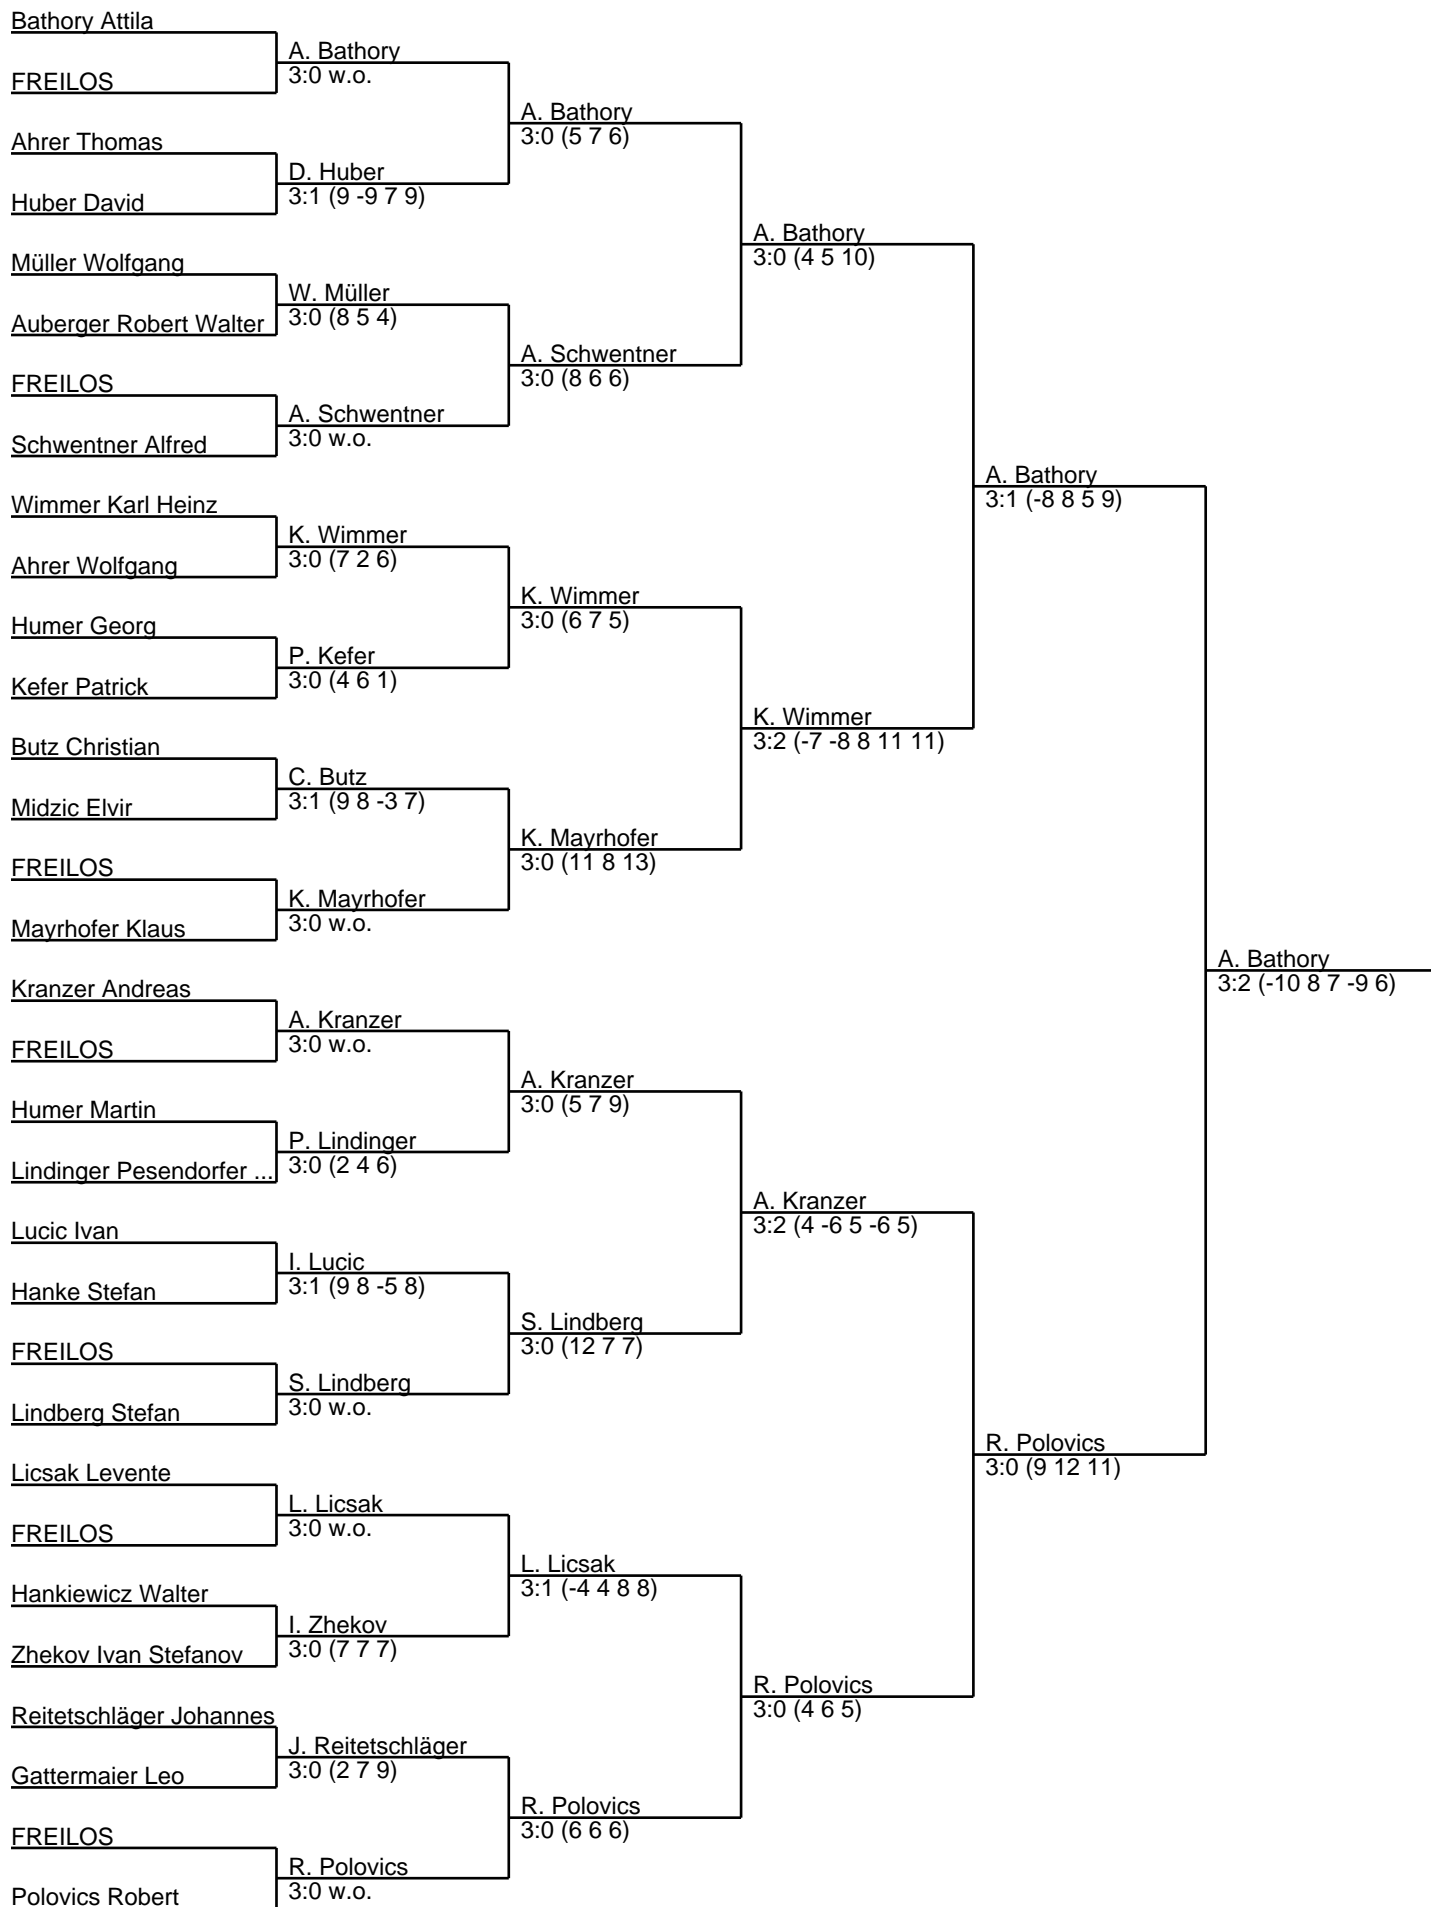 Bathory Attila
A. Bathory
3:0 w.o.
FREILOS
A. Bathory
3:0 (5 7 6)
Ahrer Thomas
D. Huber
3:1 (9 -9 7 9)
Huber David
A. Bathory
3:0 (4 5 10)
Müller Wolfgang
W. Müller
3:0 (8 5 4)
Auberger Robert Walter
A. Schwentner
3:0 (8 6 6)
FREILOS
A. Schwentner
3:0 w.o.
Schwentner Alfred
A. Bathory
3:1 (-8 8 5 9)
Wimmer Karl Heinz
K. Wimmer
3:0 (7 2 6)
Ahrer Wolfgang
K. Wimmer
3:0 (6 7 5)
Humer Georg
P. Kefer
3:0 (4 6 1)
Kefer Patrick
K. Wimmer
3:2 (-7 -8 8 11 11)
Butz Christian
C. Butz
3:1 (9 8 -3 7)
Midzic Elvir
K. Mayrhofer
3:0 (11 8 13)
FREILOS
K. Mayrhofer
3:0 w.o.
Mayrhofer Klaus
A. Bathory
3:2 (-10 8 7 -9 6)
Kranzer Andreas
A. Kranzer
3:0 w.o.
FREILOS
A. Kranzer
3:0 (5 7 9)
Humer Martin
P. Lindinger
3:0 (2 4 6)
Lindinger Pesendorfer ...
A. Kranzer
3:2 (4 -6 5 -6 5)
Lucic Ivan
I. Lucic
3:1 (9 8 -5 8)
Hanke Stefan
S. Lindberg
3:0 (12 7 7)
FREILOS
S. Lindberg
3:0 w.o.
Lindberg Stefan
R. Polovics
3:0 (9 12 11)
Licsak Levente
L. Licsak
3:0 w.o.
FREILOS
L. Licsak
3:1 (-4 4 8 8)
Hankiewicz Walter
I. Zhekov
3:0 (7 7 7)
Zhekov Ivan Stefanov
R. Polovics
3:0 (4 6 5)
Reitetschläger Johannes
J. Reitetschläger
3:0 (2 7 9)
Gattermaier Leo
R. Polovics
3:0 (6 6 6)
FREILOS
R. Polovics
3:0 w.o.
Polovics Robert